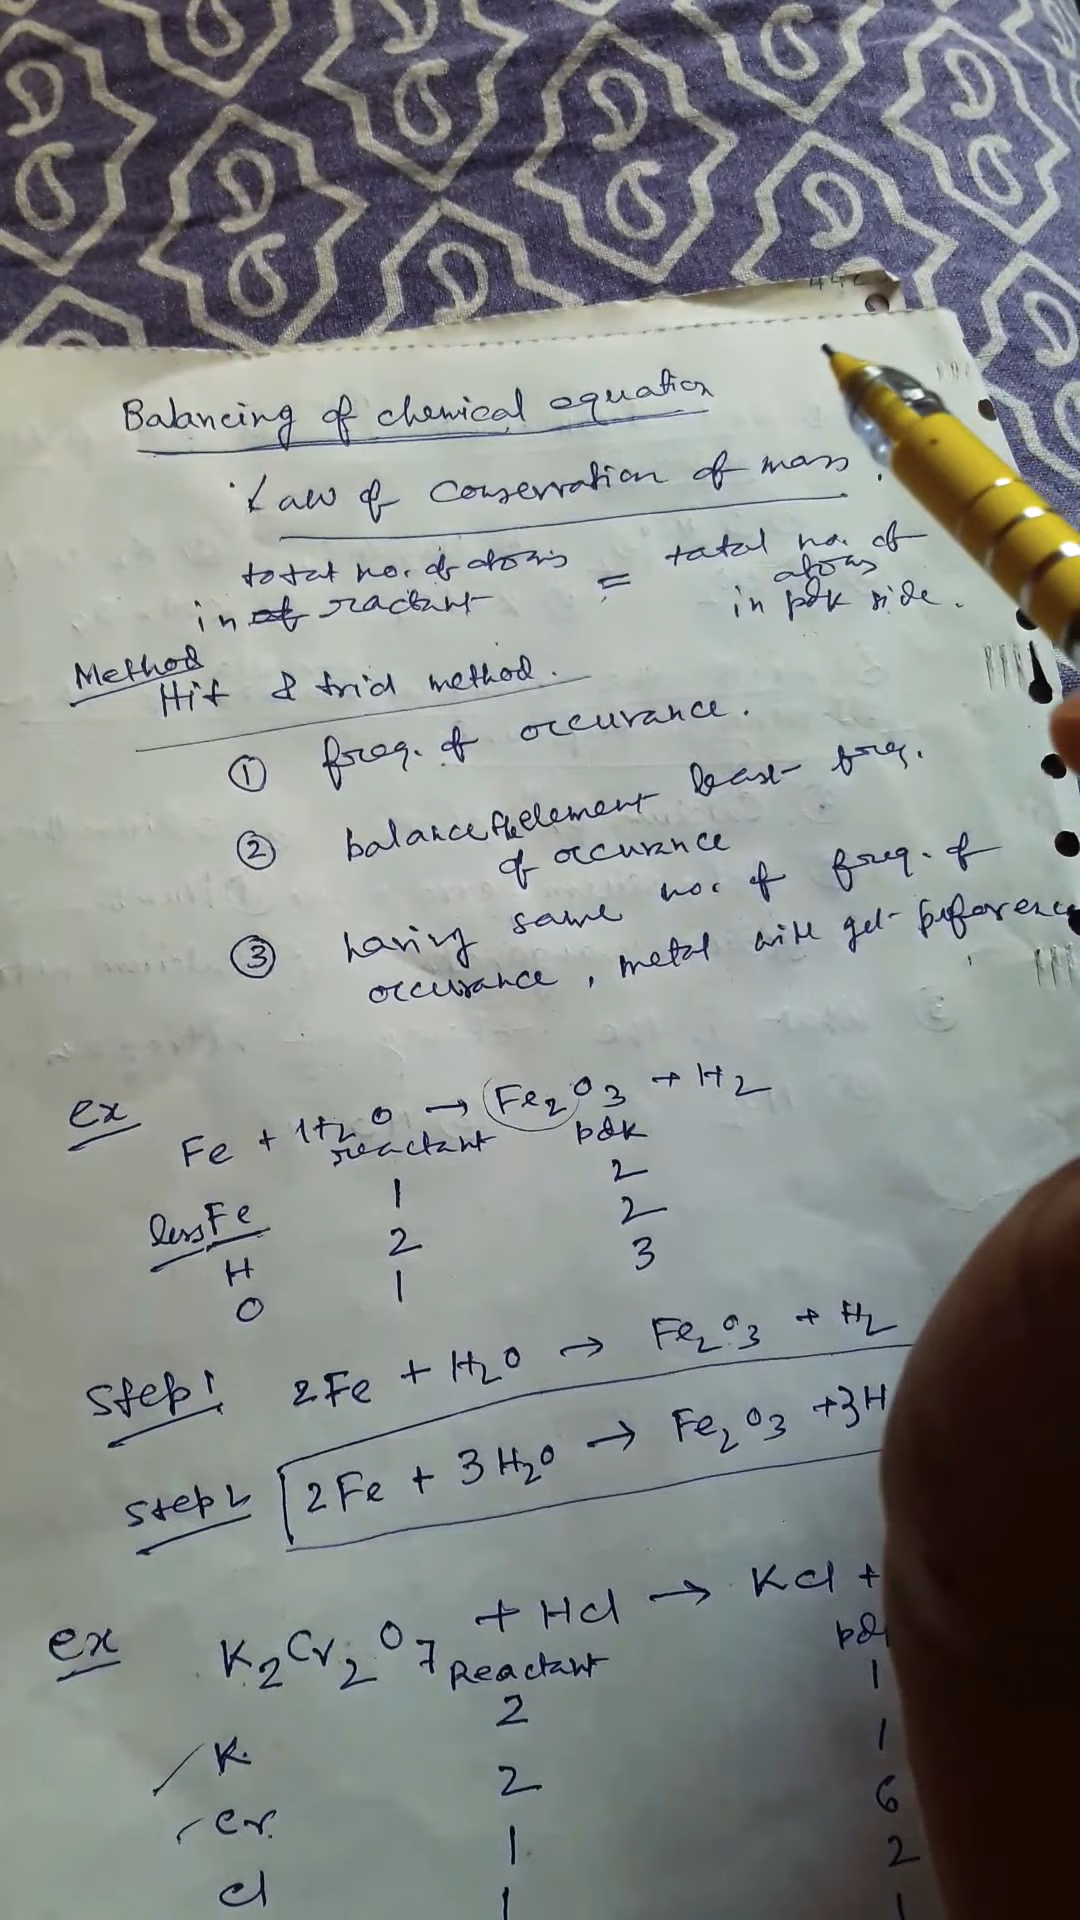 Balancing of chemical equation
Law of Conservation of mass
total no. of atoms = total no. of
in reactant atoms
in pdk side.
Method
Hit & trial method.
① freq. of occurance.
② balance the element least freq.
of occurance
③ having same no. of freq. of
occurance, metal will get preference
ex
Fe + H₂O → Fe₂O₃ + H₂
reactant pdk
less Fe 1 2
H 2 2
O 1 3
Step 1 2Fe + H₂O → Fe₂O₃ + H₂
Step 2 2Fe + 3H₂O → Fe₂O₃ + 3H
ex K₂Cr₂O₇ + HCl → KCl +
Reactant pd
K. 2 1
Cr. 2 1
Cl 1 6
1 2
1